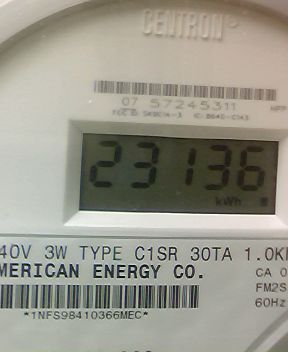 CENTRON®
07 57245311
23136
kWh
40V 3W TYPE C1SR 30TA 1.0K
MERICAN ENERGY CO.
CA 0
FM2S
60Hz
*1NFS98410366MEC*